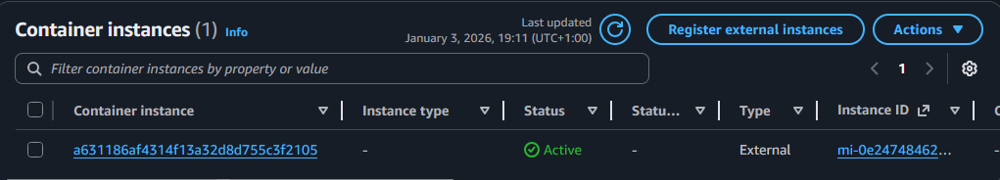 Container instances (1) Info
Last updated
January 3, 2026, 19:11 (UTC+1:00)
Register external instances
Actions
Filter container instances by property or value
1
Container instance Instance type Status Statu... Type Instance ID
a631186af4314f13a32d8d755c3f2105 - Active - External mi-0e24748462...